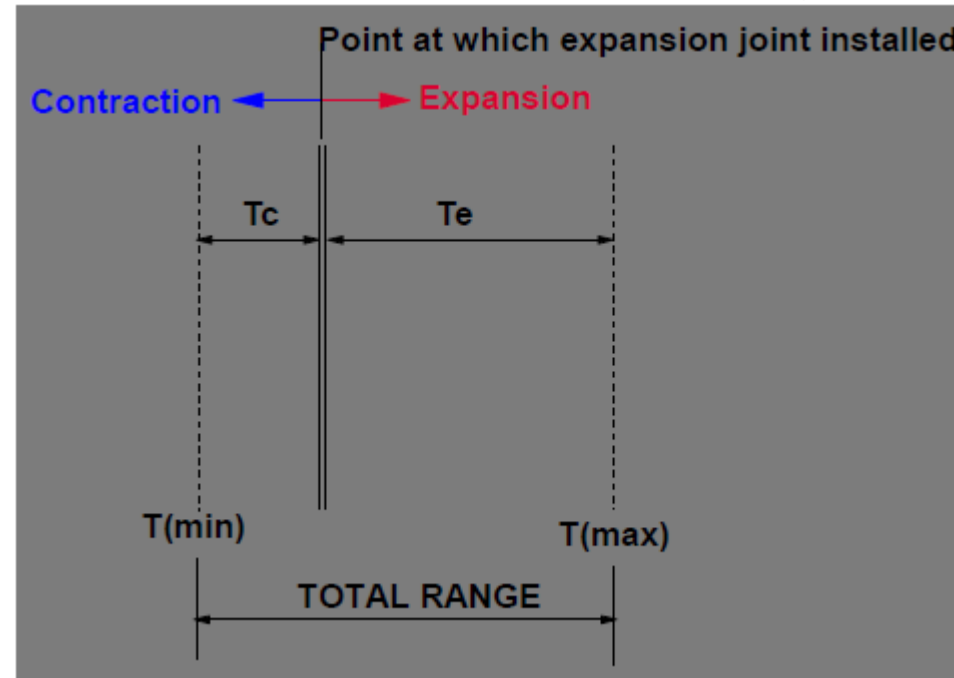 Point at which expansion joint installed
Contraction
Expansion
Tc
Te
T(min)
T(max)
TOTAL RANGE